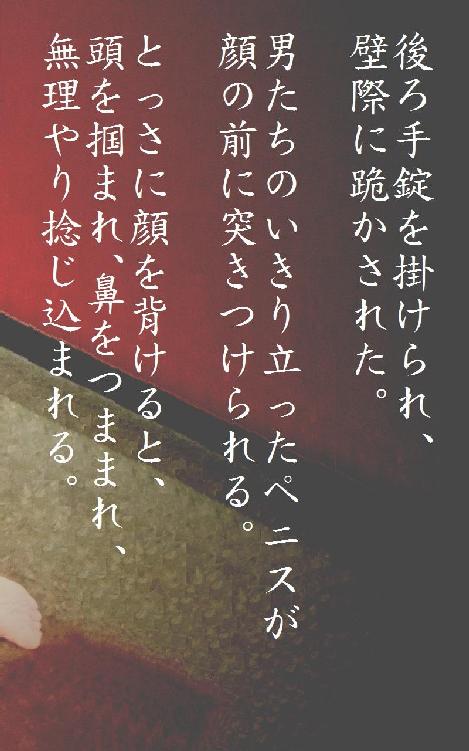 後ろ手錠を掛けられ、
壁際に跪かされた。
男たちのいきり立ったペニスが
顔の前に突きつけられる。
とっさに顔を背けると、
頭を掴まれ、鼻をつままれ、
無理やり捻じ込まれる。